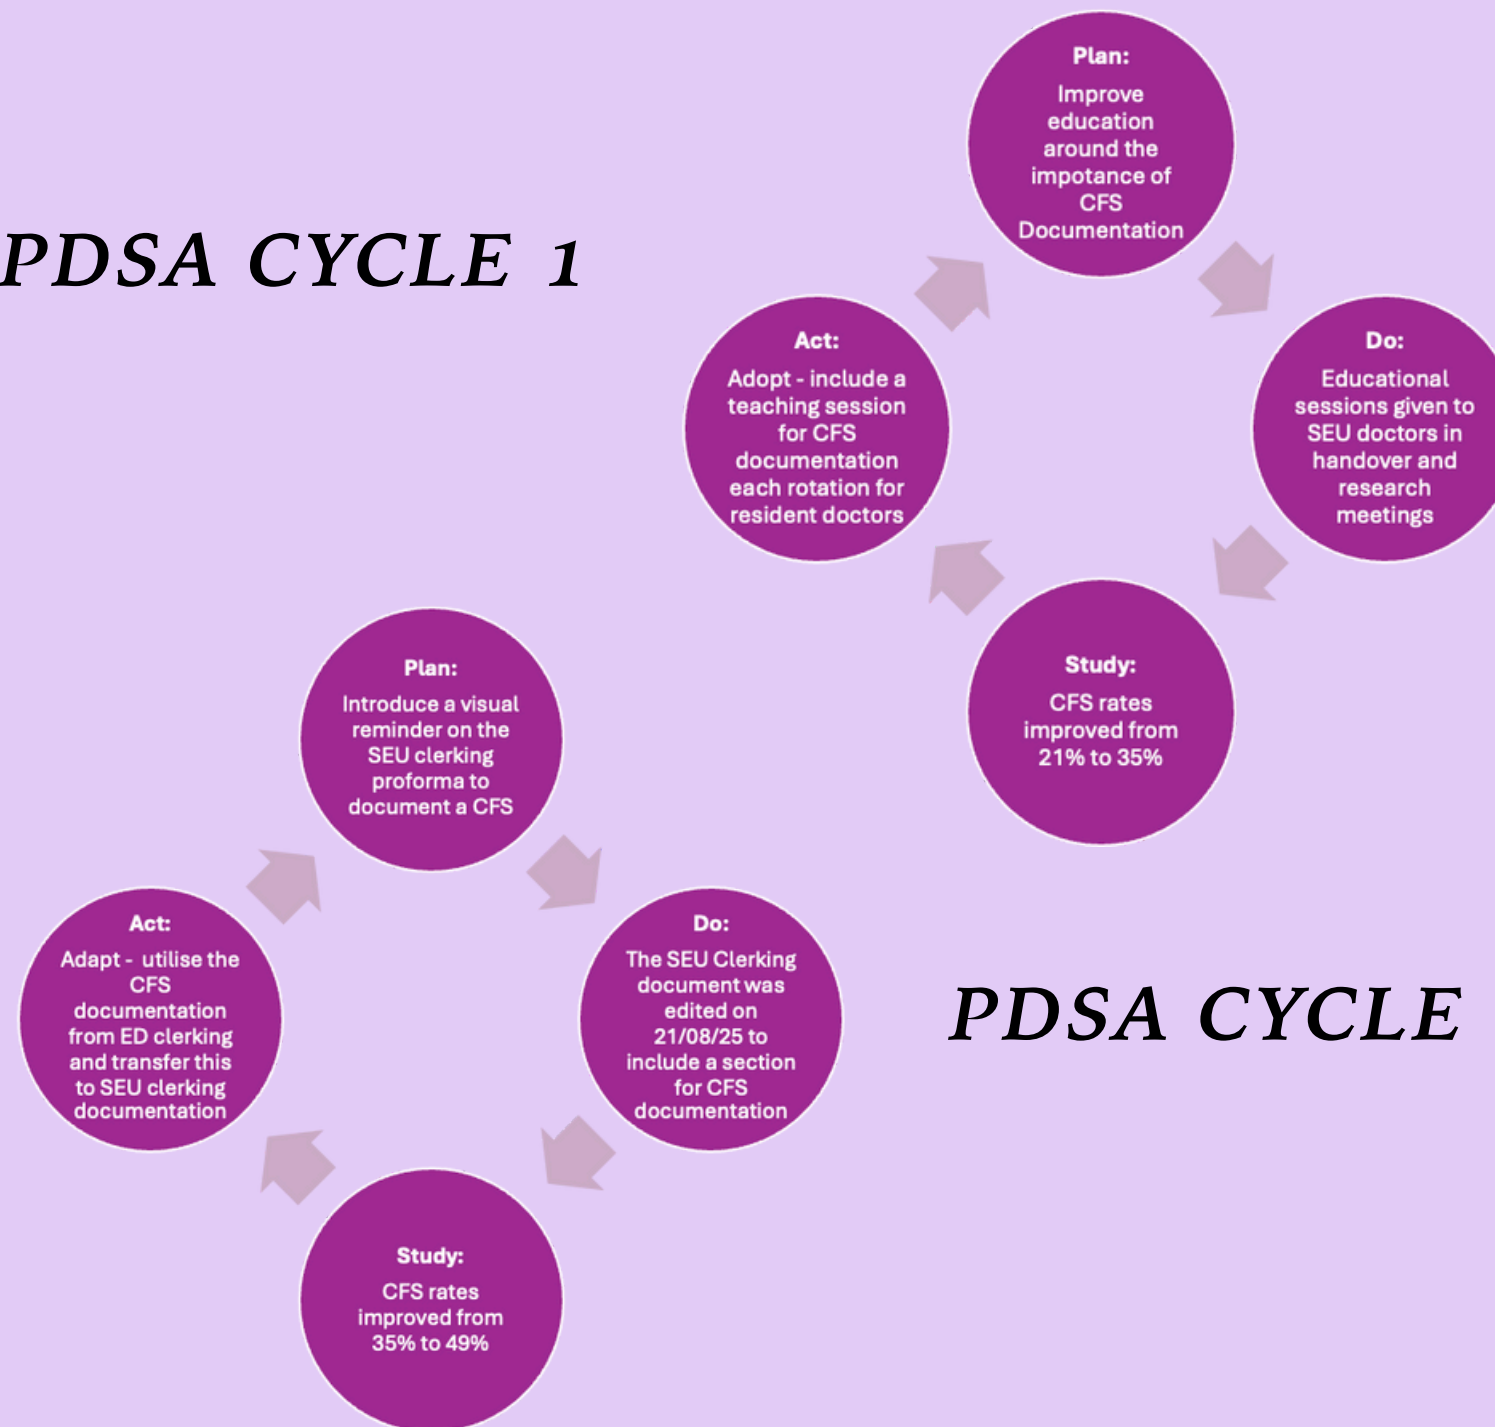 PDSA CYCLE 1
Plan:
Improve
education
around the
impotance of
CFS
Documentation
Do:
Educational
sessions given to
SEU doctors in
handover and
research
meetings
Study:
CFS rates
improved from
21% to 35%
Act:
Adopt - include a
teaching session
for CFS
documentation
each rotation for
resident doctors
PDSA CYCLE
Plan:
Introduce a visual
reminder on the
SEU clerking
proforma to
document a CFS
Do:
The SEU Clerking
document was
edited on
21/08/25 to
include a section
for CFS
documentation
Study:
CFS rates
improved from
35% to 49%
Act:
Adapt -  utilise the
CFS
documentation
from ED clerking
and transfer this
to SEU clerking
documentation